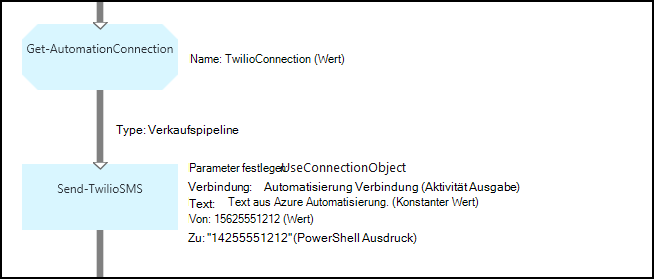 Get-AutomationConnection
Name: TwilioConnection (Wert)
Type: Verkaufspipeline
Send-TwilioSMS
Parameter festlegen: UseConnectionObject
Verbindung: Automatisierung Verbindung (Aktivität Ausgabe)
Text: Text aus Azure Automatisierung. (Konstanter Wert)
Von: 15625551212 (Wert)
Zu: "14255551212"(PowerShell Ausdruck)